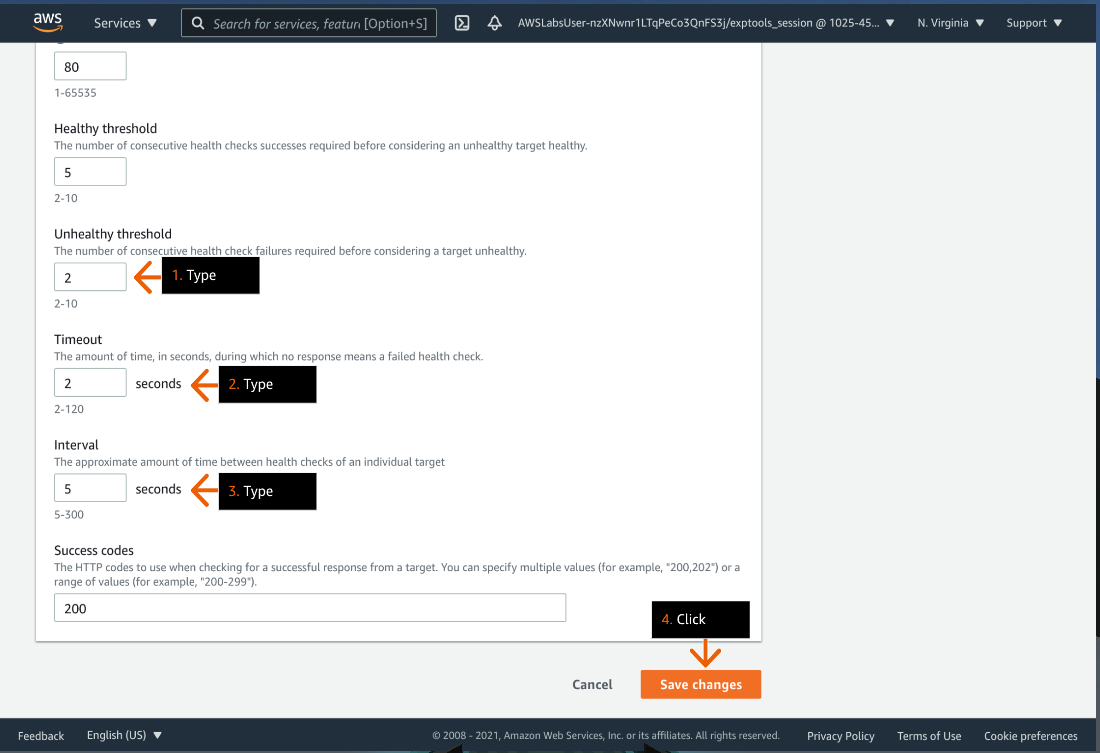 aws
Services ▼
Search for services, featur [Option+S]
AWSLabsUser-nzXNwnr1LTqPeCo3QnFS3j/exptools_session @ 1025-45... ▼
N. Virginia ▼
Support ▼
80
1-65535
Healthy threshold
The number of consecutive health checks successes required before considering an unhealthy target healthy.
5
2-10
Unhealthy threshold
The number of consecutive health check failures required before considering a target unhealthy.
2
1. Type
2-10
Timeout
The amount of time, in seconds, during which no response means a failed health check.
2 seconds
2. Type
2-120
Interval
The approximate amount of time between health checks of an individual target
5 seconds
3. Type
5-300
Success codes
The HTTP codes to use when checking for a successful response from a target. You can specify multiple values (for example, "200,202") or a
range of values (for example, "200-299").
200
4. Click
Cancel
Save changes
Feedback
English (US) ▼
© 2008 - 2021, Amazon Web Services, Inc. or its affiliates. All rights reserved.
Privacy Policy
Terms of Use
Cookie preferences